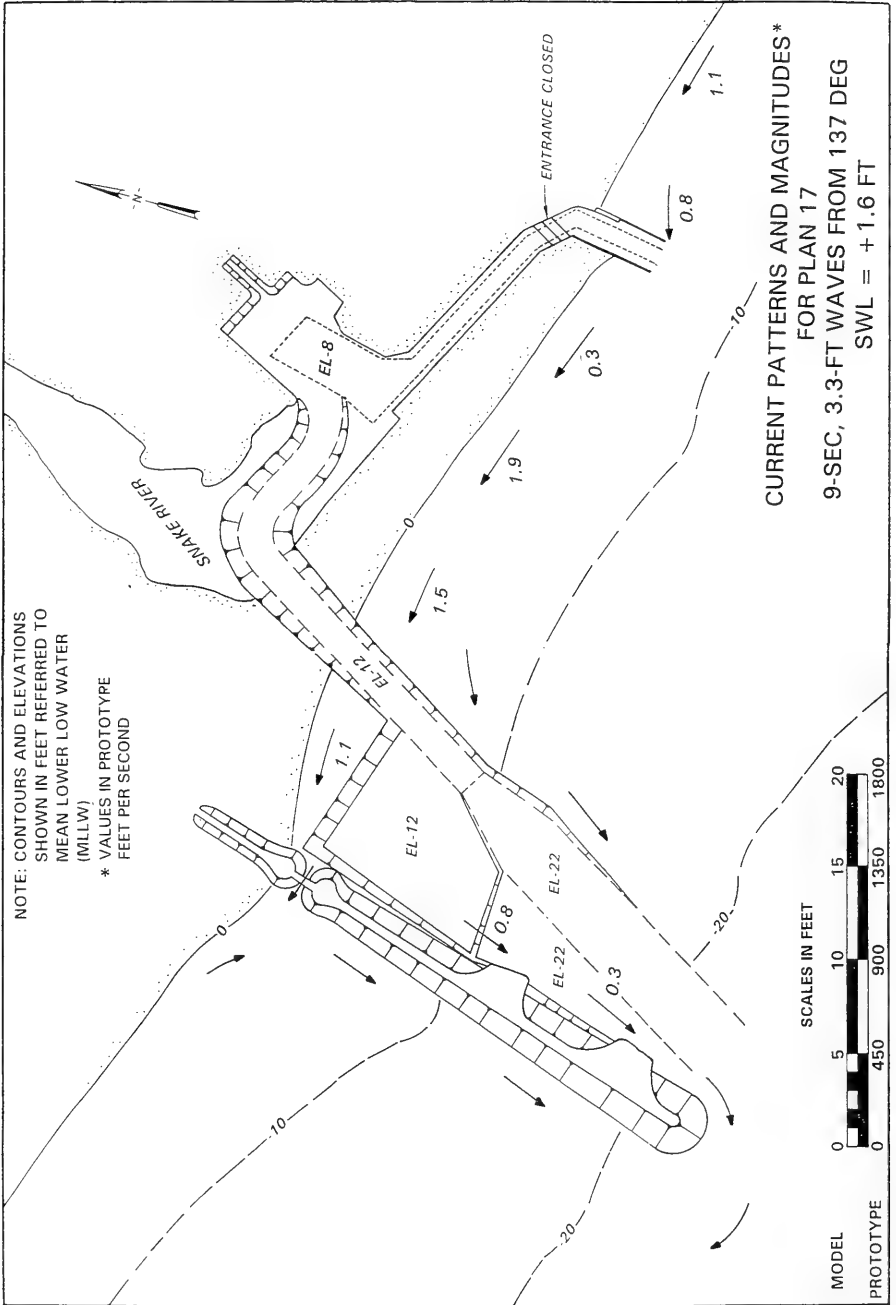 NOTE: CONTOURS AND ELEVATIONS
SHOWN IN FEET REFERRED TO
MEAN LOWER LOW WATER
(MLLW)
* VALUES IN PROTOTYPE
FEET PER SECOND
-N-
SNAKE RIVER
EL-8
ENTRANCE CLOSED
1.1
0.8
0.3
1.9
1.5
0
EL-12
1.1
EL-12
0
0.8
EL-22
EL-22
0.3
-10
-10
-20
-20
SCALES IN FEET
MODEL
0 5 10 15 20
PROTOTYPE
0 450 900 1350 1800
CURRENT PATTERNS AND MAGNITUDES*
FOR PLAN 17
9-SEC, 3.3-FT WAVES FROM 137 DEG
SWL = +1.6 FT